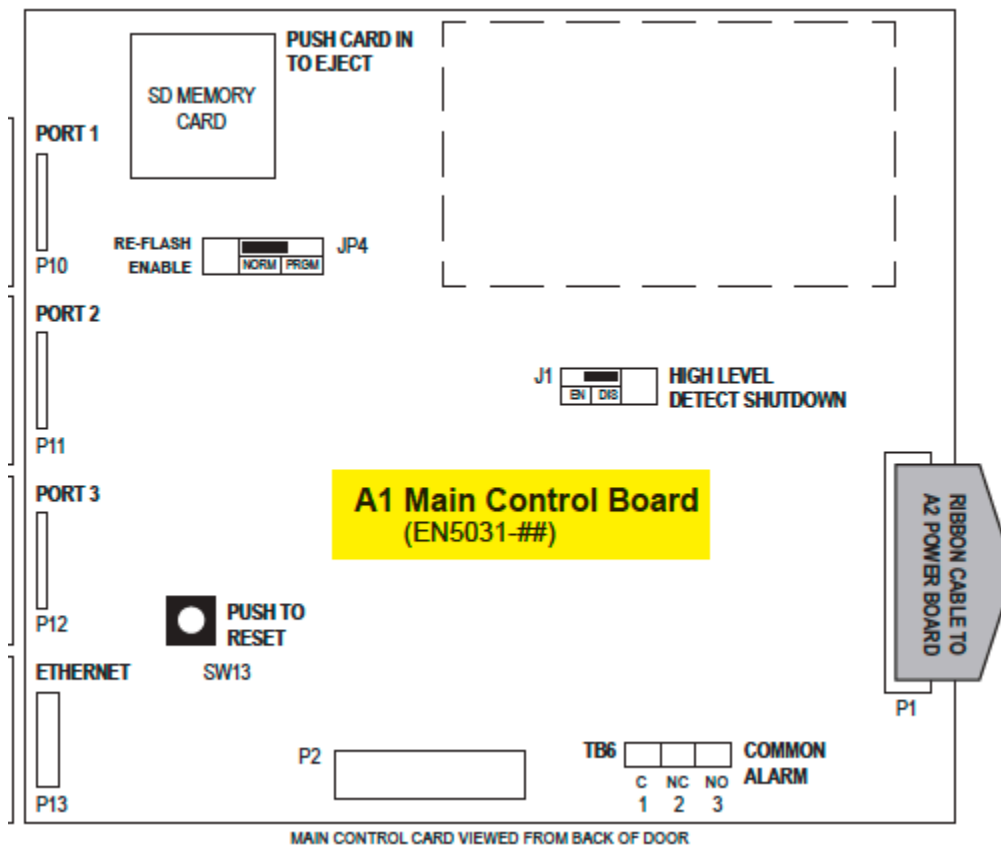 PUSH CARD IN
TO EJECT
SD MEMORY
CARD
PORT 1
P10
RE-FLASH
ENABLE
NORM PRGM
JP4
PORT 2
P11
J1
EN DIS
HIGH LEVEL
DETECT SHUTDOWN
PORT 3
P12
A1 Main Control Board
(EN5031-##)
RIBBON CABLE TO
A2 POWER BOARD
P1
PUSH TO
RESET
SW13
ETHERNET
P13
P2
TB6
C NC NO
1 2 3
COMMON
ALARM
MAIN CONTROL CARD VIEWED FROM BACK OF DOOR